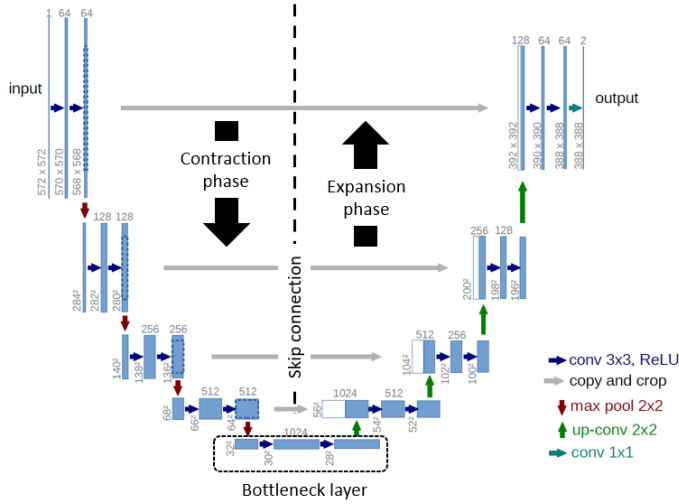 1 64 64
128 64 64 2
input
output
572 x 572
570 x 570
568 x 568
392 x 392
390 x 390
388 x 388
388 x 388
Contraction
phase
Expansion
phase
128 128
256 128
284²
282²
280²
200²
198²
196²
Skip connection
256 256
512 256
140²
138²
136²
104²
102²
100²
512 512
1024 512
68²
66²
64²
56²
54²
52²
1024
32²
30²
28²
Bottleneck layer
conv 3x3, ReLU
copy and crop
max pool 2x2
up-conv 2x2
conv 1x1